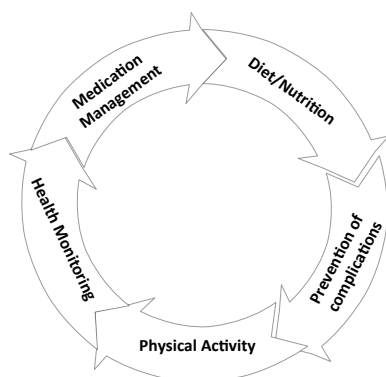 Medication
Management
Diet/Nutrition
Prevention of
complications
Physical Activity
Health Monitoring